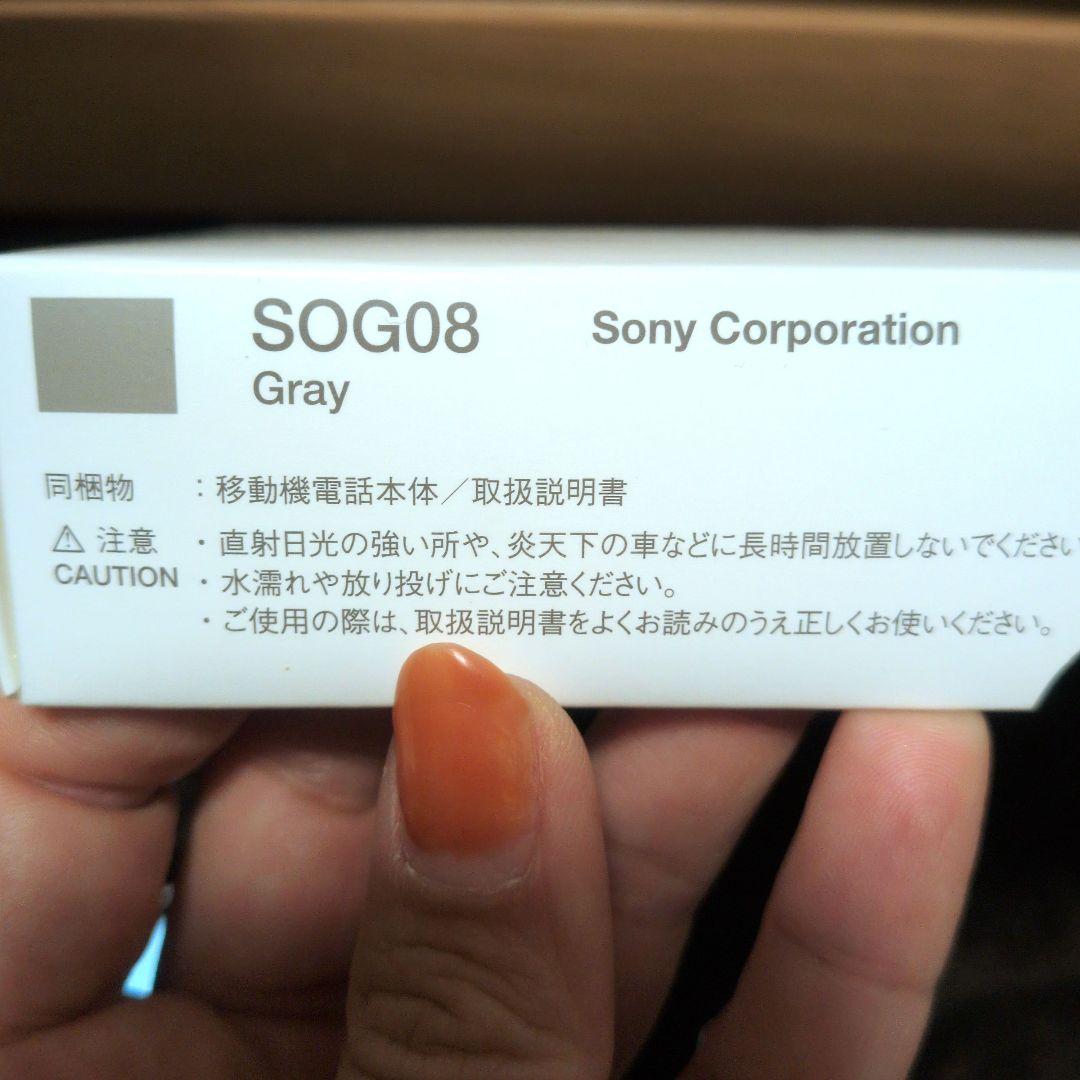 SOG08 Sony Corporation
Gray
同梱物 ：移動機電話本体／取扱説明書
⚠ 注意 ・直射日光の強い所や、炎天下の車などに長時間放置しないでください
CAUTION ・水濡れや放り投げにご注意ください。
・ご使用の際は、取扱説明書をよくお読みのうえ正しくお使いください。